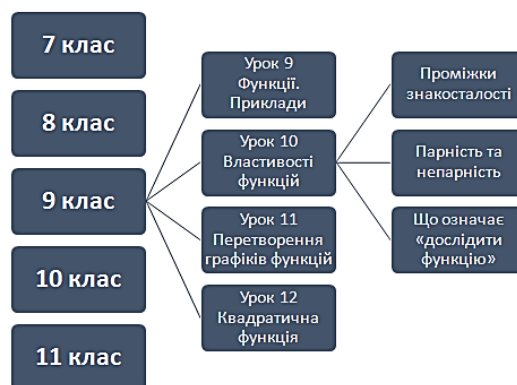 7 клас
8 клас
9 клас
10 клас
11 клас
Урок 9
Функції.
Приклади
Урок 10
Властивості
функцій
Урок 11
Перетворення
графіків функцій
Урок 12
Квадратична
функція
Проміжки
знакосталості
Парність та
непарність
Що означає
«дослідити
функцію»